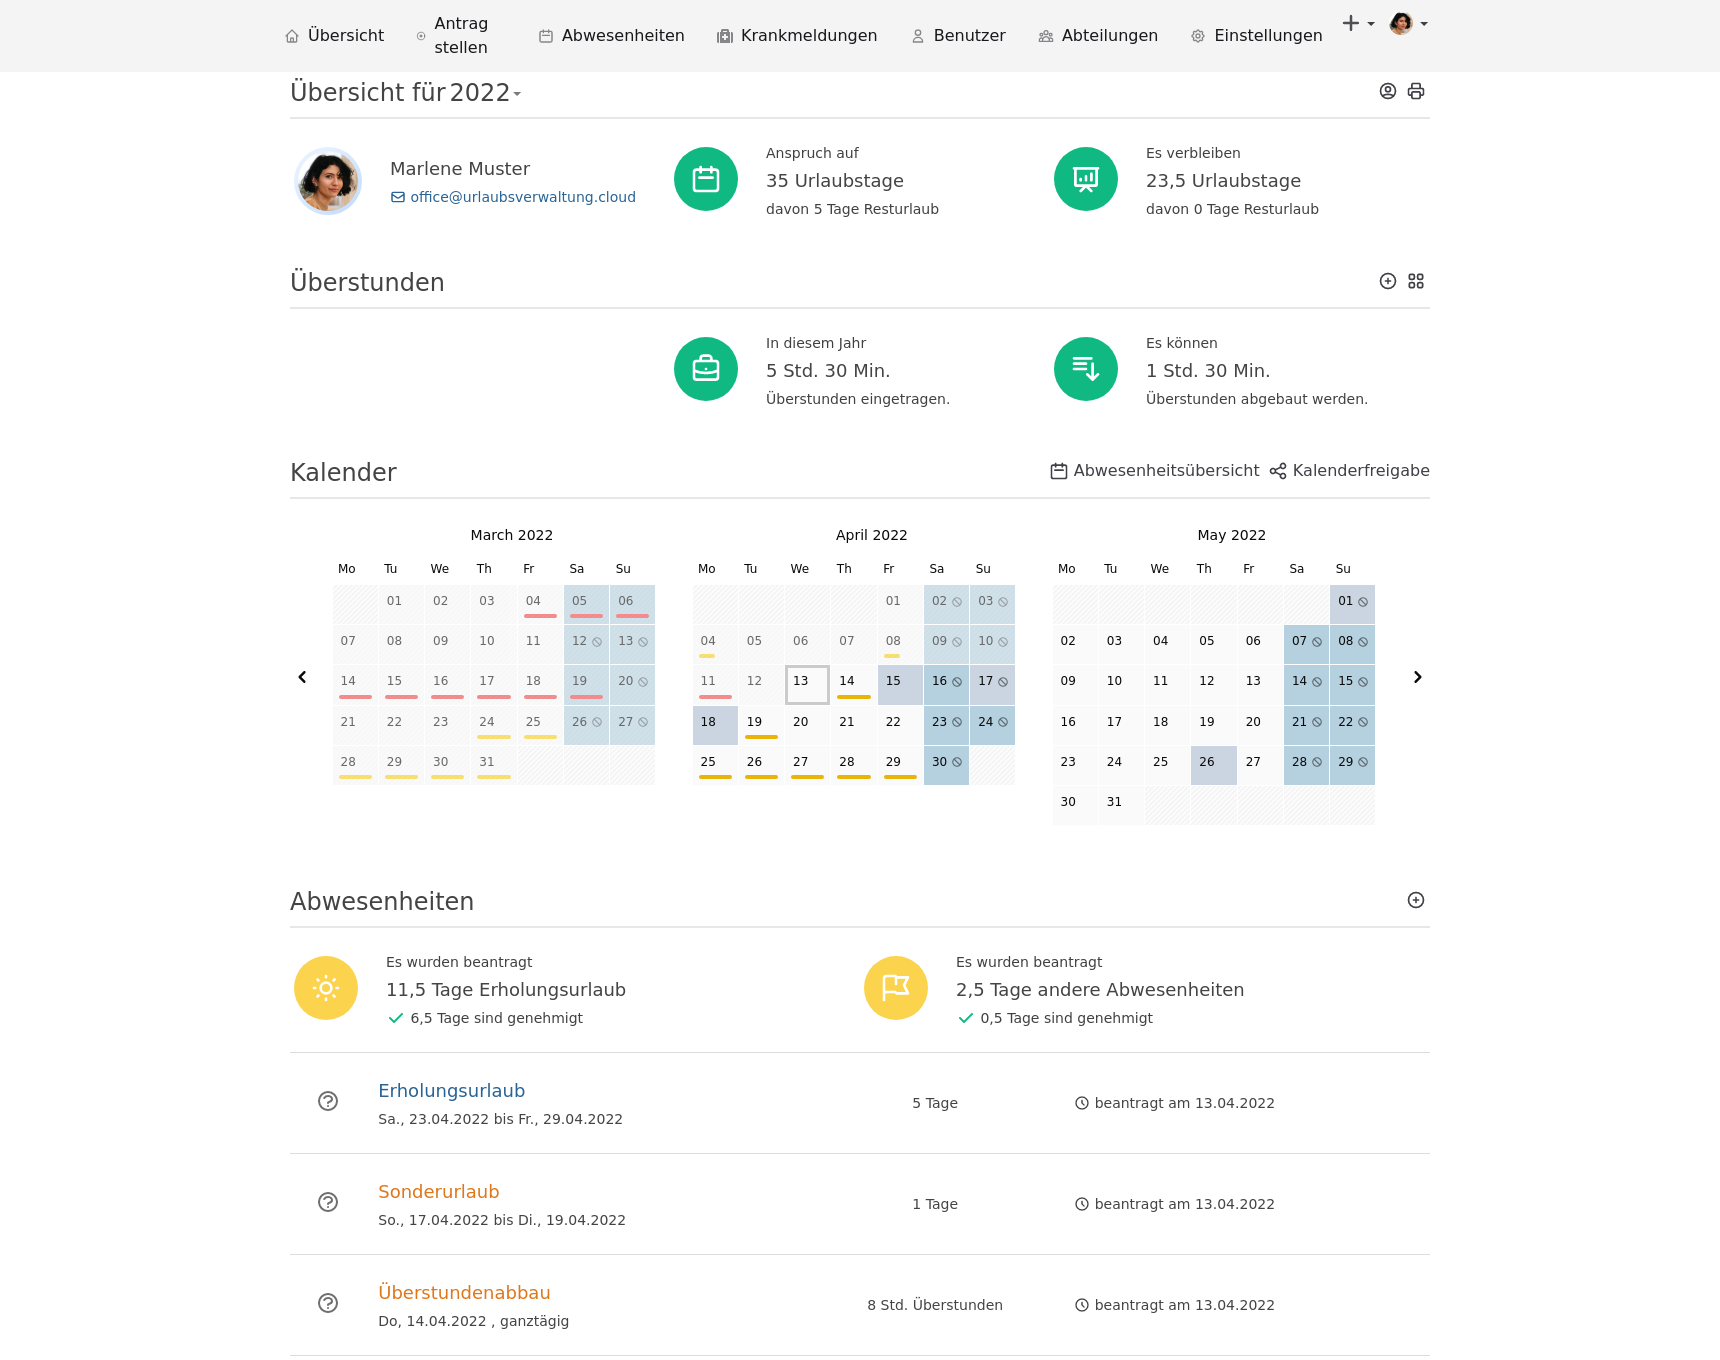 Übersicht
Antrag stellen
Abwesenheiten
Krankmeldungen
Benutzer
Abteilungen
Einstellungen
Übersicht für 2022
Marlene Muster
office@urlaubsverwaltung.cloud
Anspruch auf
35 Urlaubstage
davon 5 Tage Resturlaub
Es verbleiben
23,5 Urlaubstage
davon 0 Tage Resturlaub
Überstunden
In diesem Jahr
5 Std. 30 Min.
Überstunden eingetragen.
Es können
1 Std. 30 Min.
Überstunden abgebaut werden.
Kalender
Abwesenheitsübersicht Kalenderfreigabe
March 2022
Mo Tu We Th Fr Sa Su
01 02 03 04 05 06
07 08 09 10 11 12 13
14 15 16 17 18 19 20
21 22 23 24 25 26 27
28 29 30 31
April 2022
Mo Tu We Th Fr Sa Su
01 02 03
04 05 06 07 08 09 10
11 12 13 14 15 16 17
18 19 20 21 22 23 24
25 26 27 28 29 30
May 2022
Mo Tu We Th Fr Sa Su
01
02 03 04 05 06 07 08
09 10 11 12 13 14 15
16 17 18 19 20 21 22
23 24 25 26 27 28 29
30 31
Abwesenheiten
Es wurden beantragt
11,5 Tage Erholungsurlaub
6,5 Tage sind genehmigt
Es wurden beantragt
2,5 Tage andere Abwesenheiten
0,5 Tage sind genehmigt
Erholungsurlaub
Sa., 23.04.2022 bis Fr., 29.04.2022
5 Tage
beantragt am 13.04.2022
Sonderurlaub
So., 17.04.2022 bis Di., 19.04.2022
1 Tage
beantragt am 13.04.2022
Überstundenabbau
Do, 14.04.2022 , ganztägig
8 Std. Überstunden
beantragt am 13.04.2022